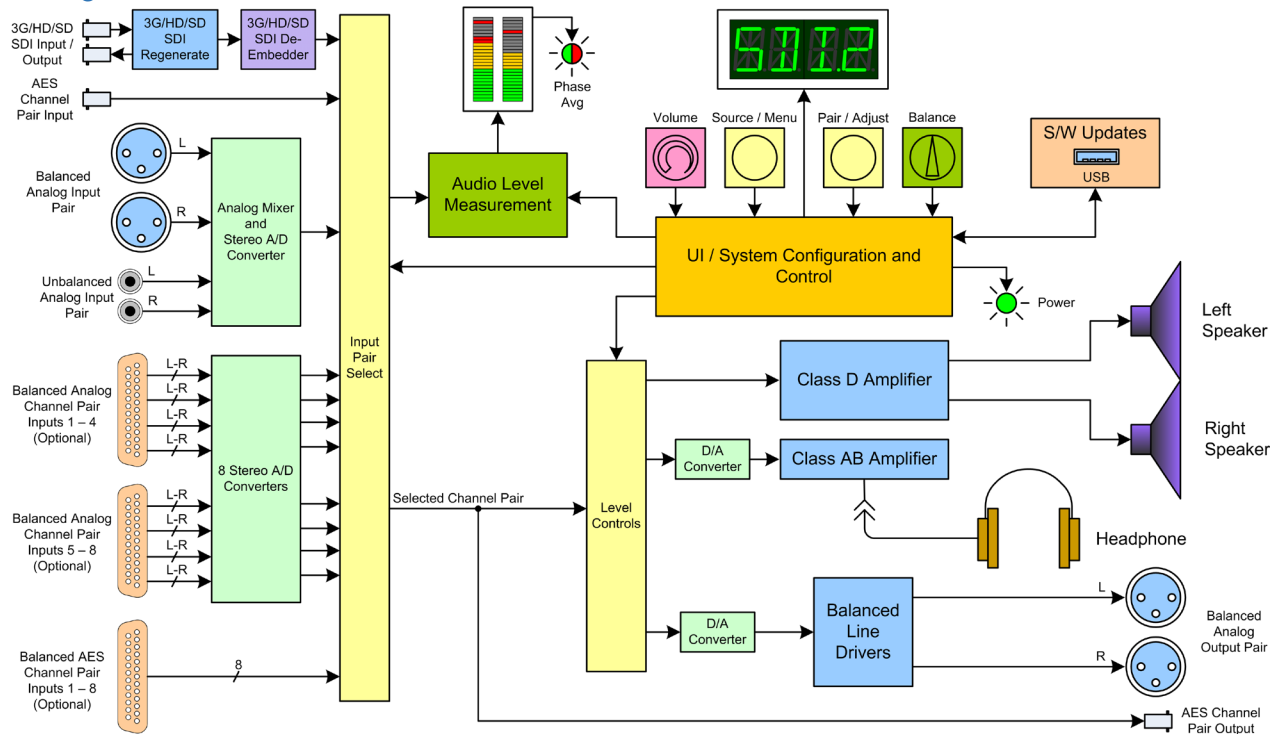 3G/HD/SD
SDI Input /
Output
3G/HD/SD
SDI
Regenerate
3G/HD/SD
SDI De-
Embedder
AES
Channel
Pair Input
Balanced
Analog Input
Pair
L
R
Unbalanced
Analog Input
Pair
L
R
Analog Mixer
and
Stereo A/D
Converter
Balanced Analog
Channel Pair
Inputs 1 – 4
(Optional)
L-R
L-R
L-R
L-R
8 Stereo A/D
Converters
Balanced Analog
Channel Pair
Inputs 5 – 8
(Optional)
L-R
L-R
L-R
L-R
Balanced AES
Channel Pair
Inputs 1 – 8
(Optional)
8
Input
Pair
Select
Phase
Avg
Audio Level
Measurement
SDI.2
Volume
Source / Menu
Pair / Adjust
Balance
S/W Updates
USB
UI / System Configuration and
Control
Power
Selected Channel Pair
Level
Controls
Class D Amplifier
Left
Speaker
Right
Speaker
D/A
Converter
Class AB Amplifier
Headphone
D/A
Converter
Balanced
Line
Drivers
L
R
Balanced
Analog
Output Pair
AES Channel
Pair Output